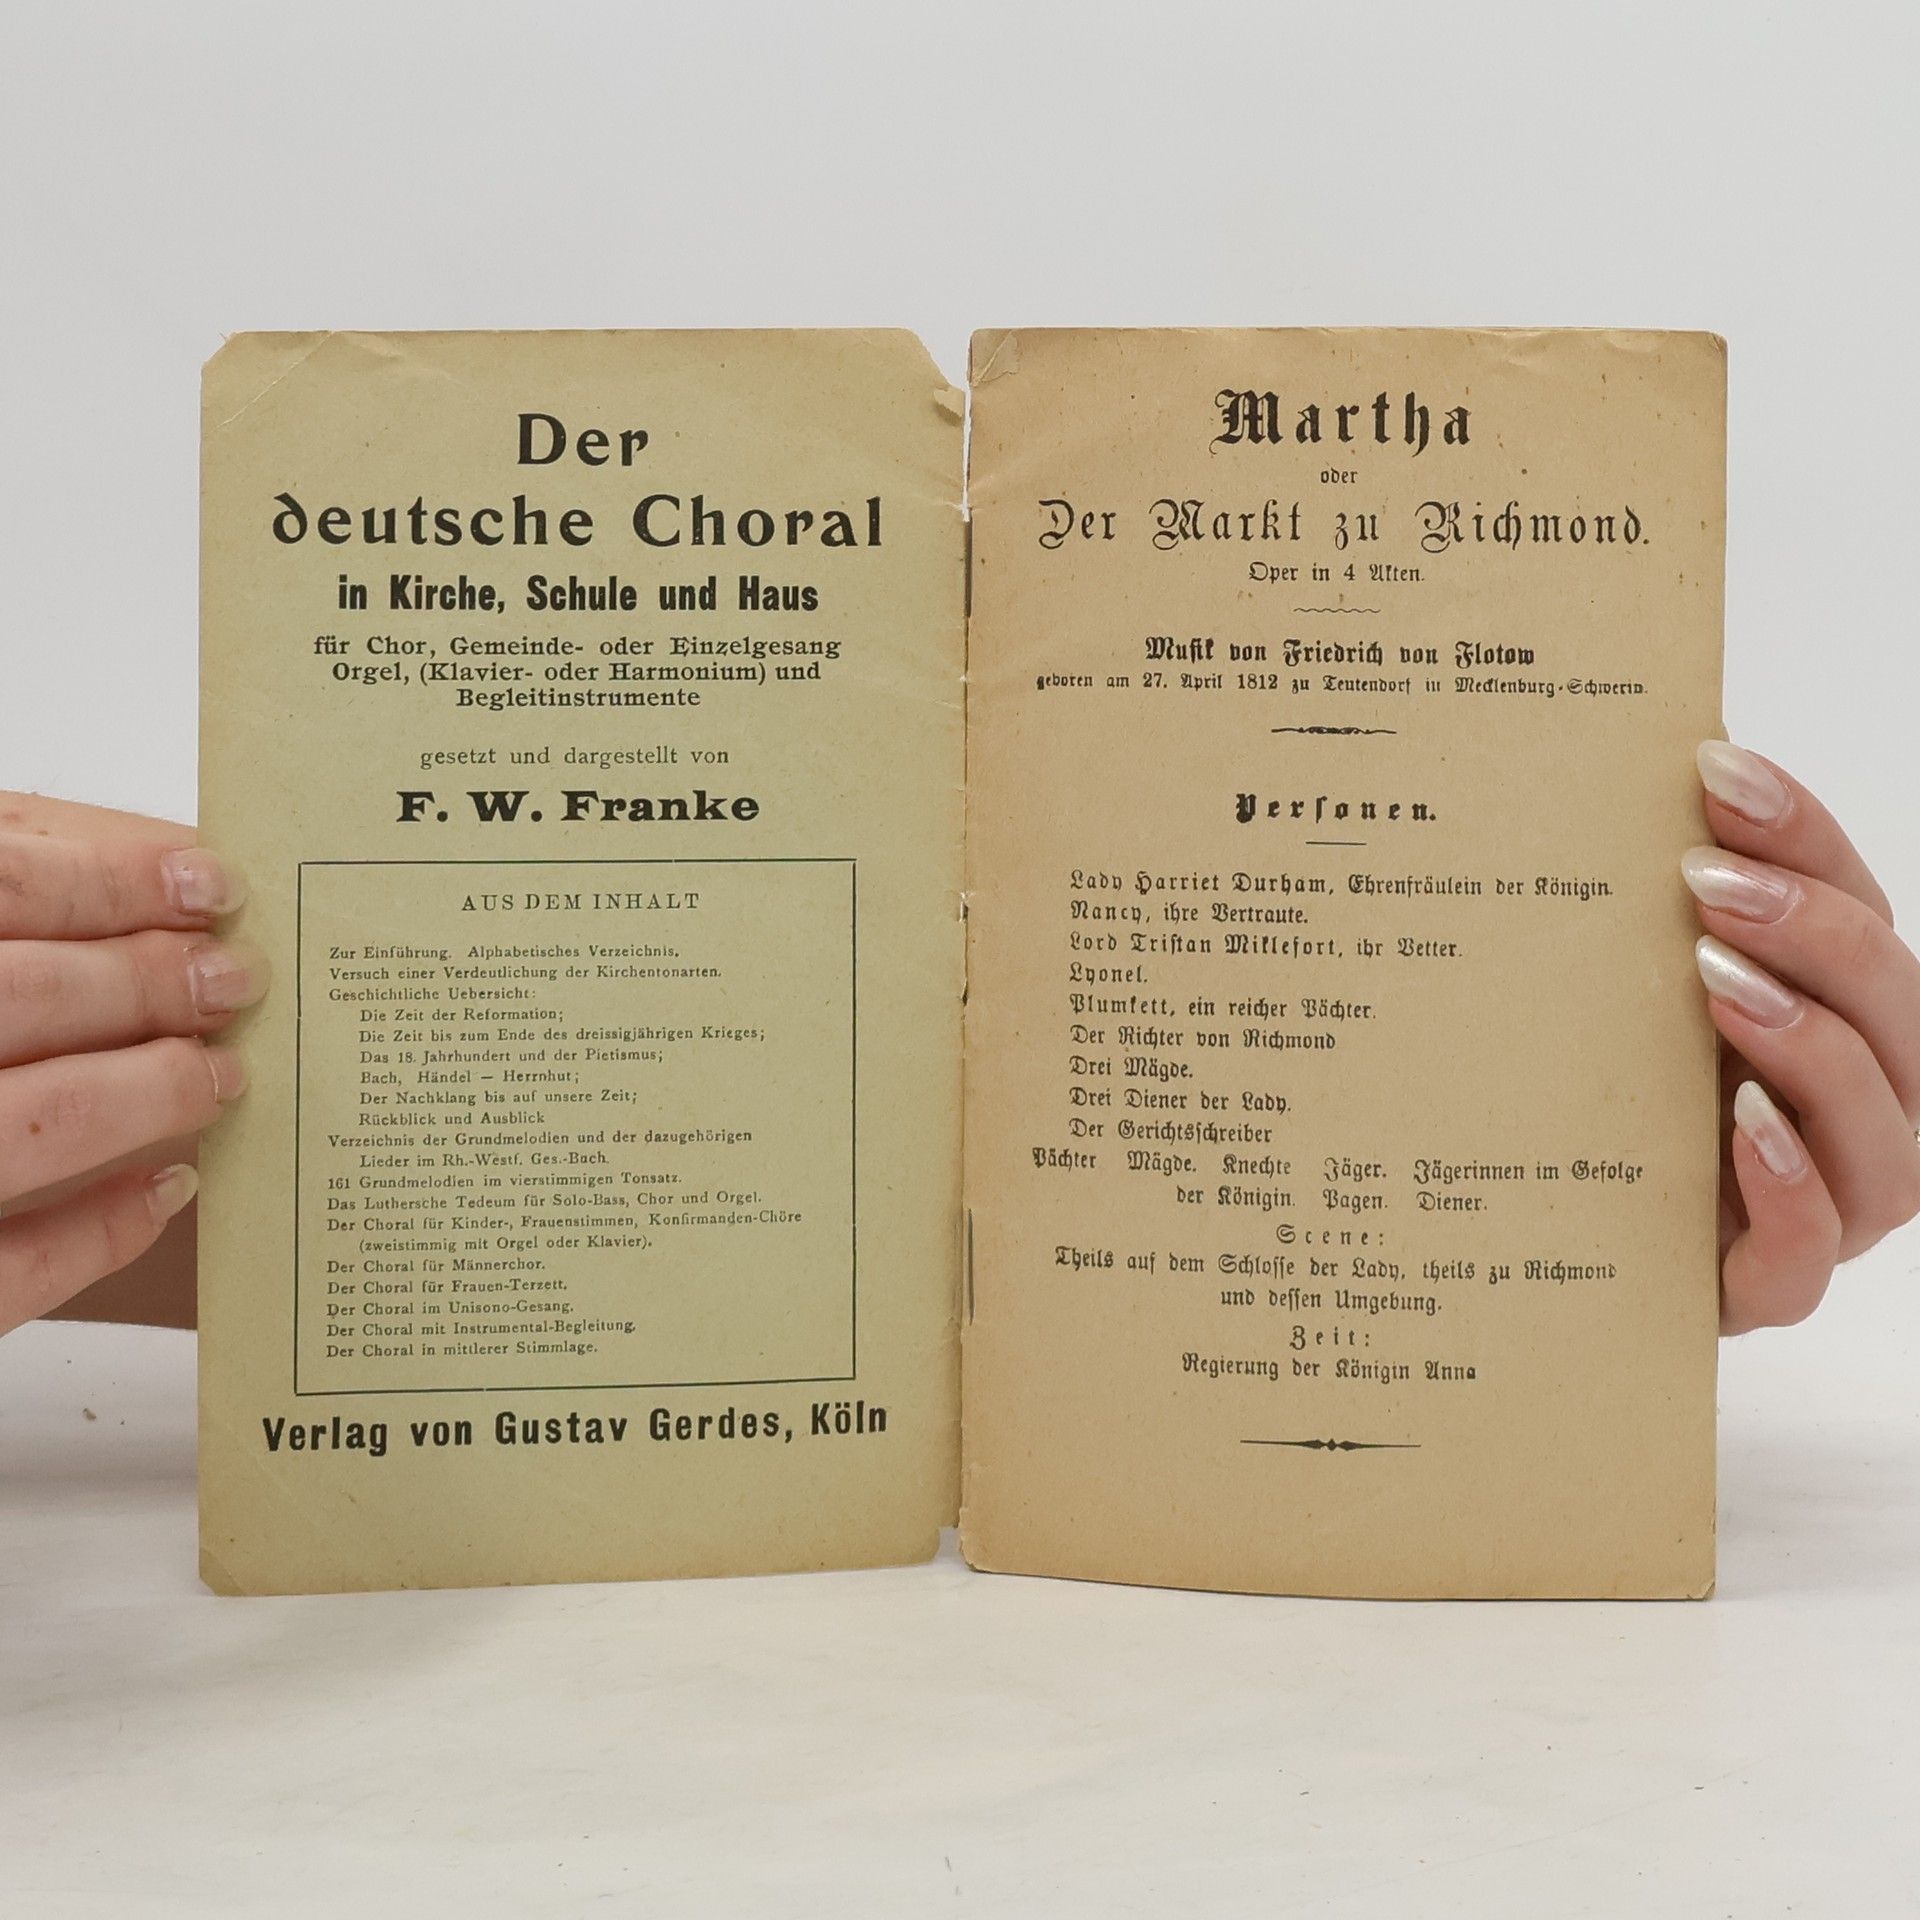 Der
deutsche Choral
in Kirche, Schule und Haus
für Chor, Gemeinde- oder Einzelgesang
Orgel, (Klavier- oder Harmonium) und
Begleitinstrumente
gesetzt und dargestellt von
F. W. Franke
AUS DEM INHALT
Zur Einführung. Alphabetisches Verzeichnis.
Versuch einer Verdeutlichung der Kirchentonarten.
Geschichtliche Uebersicht:
Die Zeit der Reformation;
Die Zeit bis zum Ende des dreissigjährigen Krieges;
Das 18. Jahrhundert und der Pietismus;
Bach, Händel — Herrnhut;
Der Nachklang bis auf unsere Zeit;
Rückblick und Ausblick
Verzeichnis der Grundmelodien und der dazugehörigen
Lieder im Rh.-Westf. Ges.-Buch.
161 Grundmelodien im vierstimmigen Tonsatz.
Das Luthersche Tedeum für Solo-Bass, Chor und Orgel.
Der Choral für Kinder-, Frauenstimmen, Konfirmanden-Chöre
(zweistimmig mit Orgel oder Klavier).
Der Choral für Männerchor.
Der Choral für Frauen-Terzett.
Der Choral im Unisono-Gesang.
Der Choral mit Instrumental-Begleitung.
Der Choral in mittlerer Stimmlage.
Verlag von Gustav Gerdes, Köln
Martha
oder
Der Markt zu Richmond.
Oper in 4 Akten.
Musik von Friedrich von Flotow
geboren am 27. April 1812 zu Teutendorf in Mecklenburg-Schwerin.
Personen.
Lady Harriet Durham, Ehrenfräulein der Königin.
Nancy, ihre Vertraute.
Lord Tristan Miklefort, ihr Vetter.
Lyonel.
Plumkett, ein reicher Pächter.
Der Richter von Richmond
Drei Mägde.
Drei Diener der Lady.
Der Gerichtsschreiber
Pächter Mägde. Knechte Jäger. Jägerinnen im Gefolge
der Königin. Pagen. Diener.
Scene:
Theils auf dem Schlosse der Lady, theils zu Richmond
und dessen Umgebung.
Zeit:
Regierung der Königin Anna